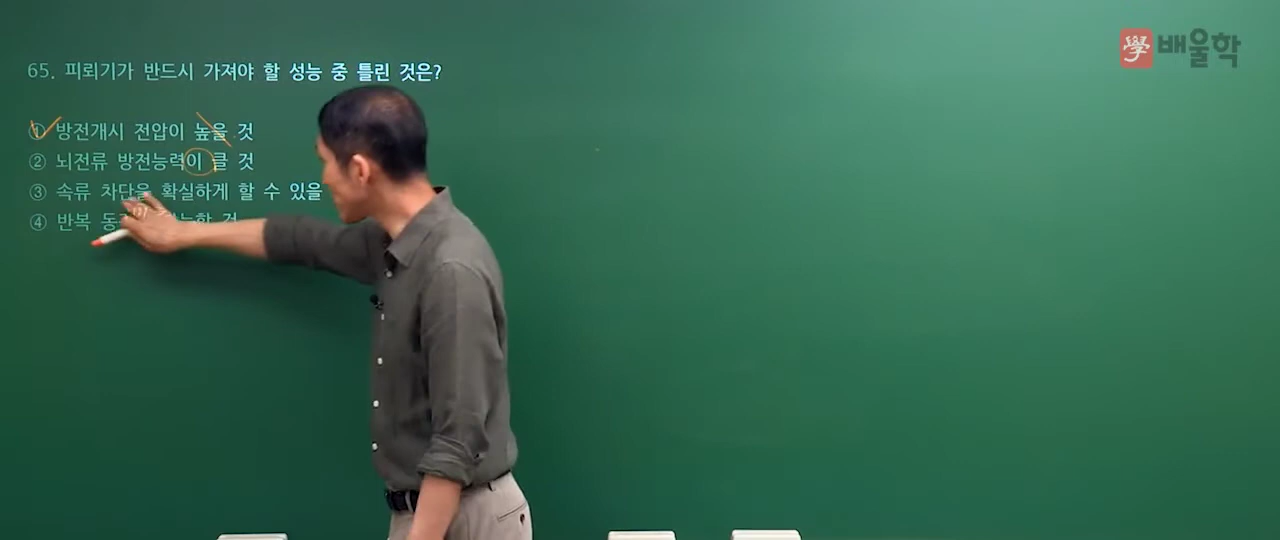 學 배울학
65. 피뢰기가 반드시 가져야 할 성능 중 틀린 것은?
① 방전개시 전압이 높을 것
② 뇌전류 방전능력이 클 것
③ 속류 차단을 확실하게 할 수 있을
④ 반복 것